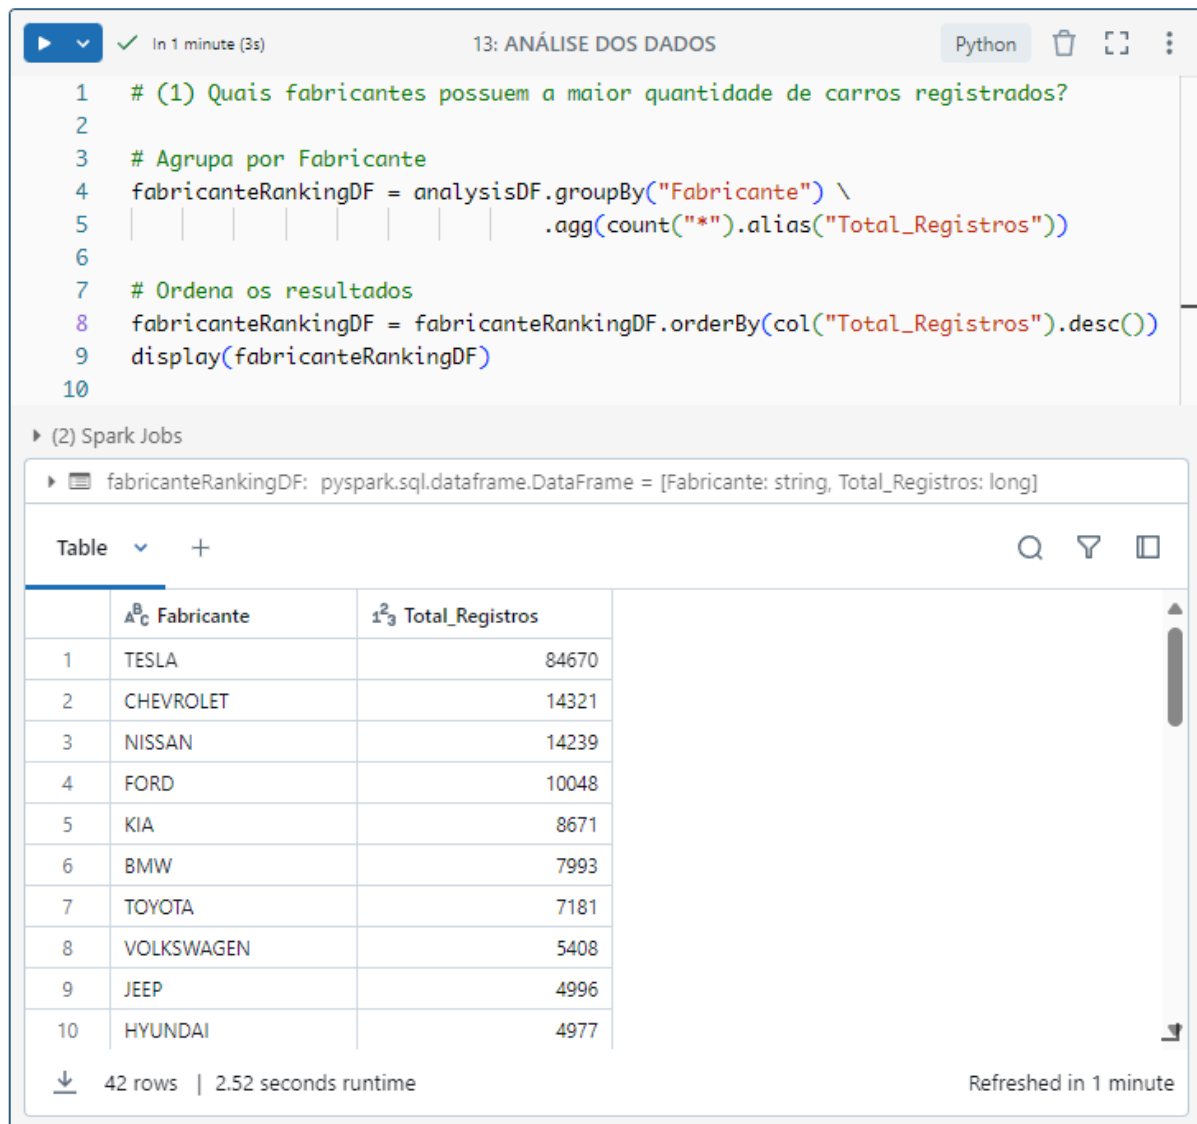 In 1 minute (3s)
13: ANÁLISE DOS DADOS
Python
1 # (1) Quais fabricantes possuem a maior quantidade de carros registrados?
2
3 # Agrupa por Fabricante
4 fabricanteRankingDF = analysisDF.groupBy("Fabricante") \
5 .agg(count("*").alias("Total_Registros"))
6
7 # Ordena os resultados
8 fabricanteRankingDF = fabricanteRankingDF.orderBy(col("Total_Registros").desc())
9 display(fabricanteRankingDF)
10
(2) Spark Jobs
fabricanteRankingDF: pyspark.sql.dataframe.DataFrame = [Fabricante: string, Total_Registros: long]
Table +
ABC Fabricante 123 Total_Registros
1 TESLA 84670
2 CHEVROLET 14321
3 NISSAN 14239
4 FORD 10048
5 KIA 8671
6 BMW 7993
7 TOYOTA 7181
8 VOLKSWAGEN 5408
9 JEEP 4996
10 HYUNDAI 4977
42 rows | 2.52 seconds runtime
Refreshed in 1 minute